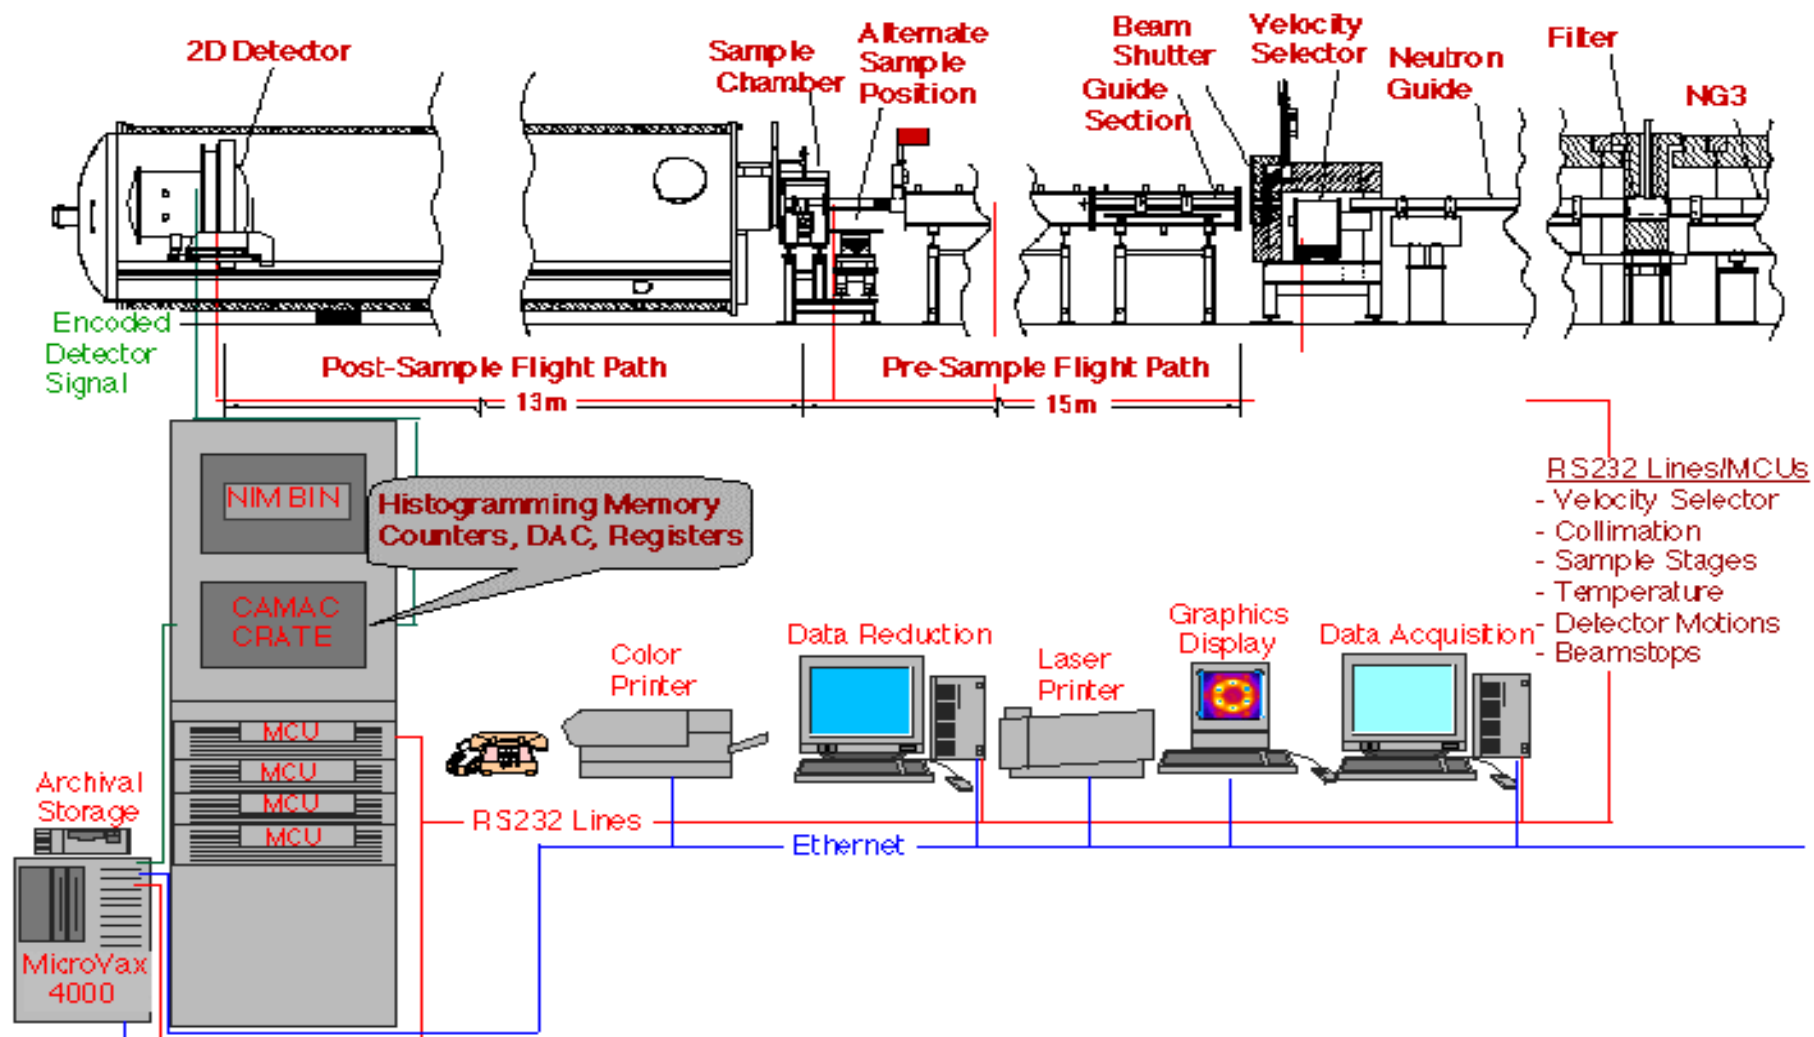 2D Detector
Sample
Chamber
Alternate
Sample
Position
Beam
Shutter
Guide
Section
Velocity
Selector
Neutron
Guide
Filter
NG3
Encoded
Detector
Signal
Post-Sample Flight Path
Pre-Sample Flight Path
13m
15m
NIM BIN
Histogramming Memory
Counters, DAC, Registers
CAMAC
CRATE
RS232 Lines/MCUs
- Velocity Selector
- Collimation
- Sample Stages
- Temperature
- Detector Motions
- Beamstops
Color
Printer
Data Reduction
Laser
Printer
Graphics
Display
Data Acquisition
MCU
MCU
MCU
MCU
RS232 Lines
Ethernet
Archival
Storage
MicroVax
4000